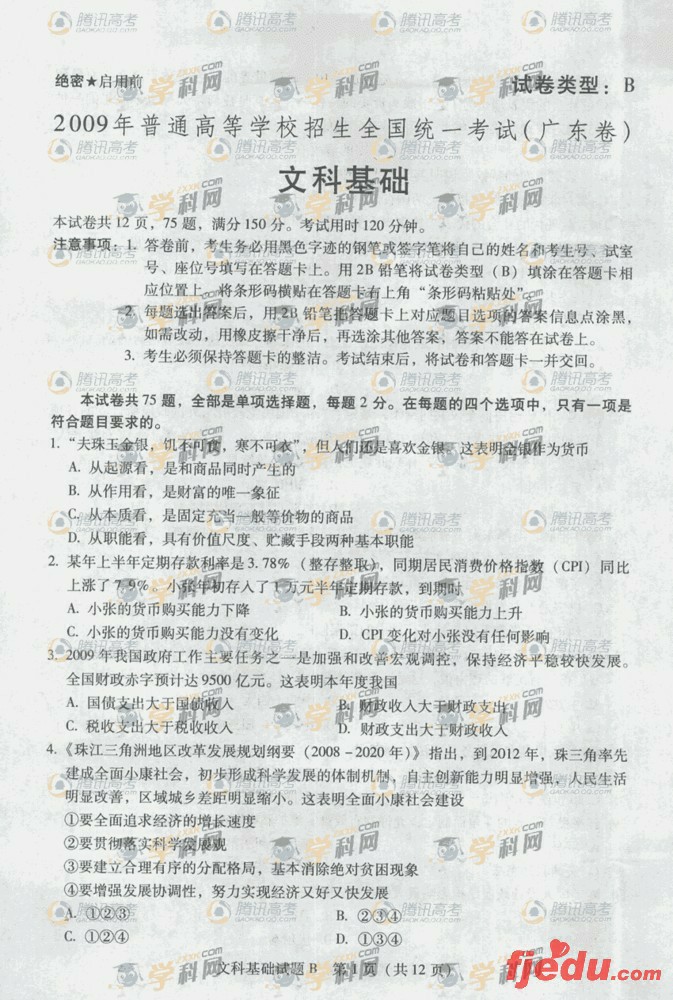 绝密★启用前
试卷类型：B
2009年普通高等学校招生全国统一考试(广东卷)
文科基础
本试卷共12页，75题，满分150分。考试用时120分钟。
注意事项：1. 答卷前，考生务必用黑色字迹的钢笔或签字笔将自己的姓名和考生号、试室
号、座位号填写在答题卡上。用2B铅笔将试卷类型（B）填涂在答题卡相
应位置上。将条形码横贴在答题卡右上角“条形码粘贴处”。
2. 每题选出答案后，用2B铅笔把答题卡上对应题目选项的答案信息点涂黑，
如需改动，用橡皮擦干净后，再选涂其他答案，答案不能答在试卷上。
3. 考生必须保持答题卡的整洁。考试结束后，将试卷和答题卡一并交回。
本试卷共75题，全部是单项选择题，每题2分。在每题的四个选项中，只有一项是
符合题目要求的。
1. “夫珠玉金银，饥不可食，寒不可衣”，但人们还是喜欢金银。这表明金银作为货币
A. 从起源看，是和商品同时产生的
B. 从作用看，是财富的唯一象征
C. 从本质看，是固定充当一般等价物的商品
D. 从职能看，具有价值尺度、贮藏手段两种基本职能
2. 某年上半年定期存款利率是3.78%（整存整取），同期居民消费价格指数（CPI）同比
上涨了7.9%。小张年初存入了1万元半年定期存款，到期时
A. 小张的货币购买能力下降 B. 小张的货币购买能力上升
C. 小张的货币购买能力没有变化 D. CPI变化对小张没有任何影响
3. 2009年我国政府工作主要任务之一是加强和改善宏观调控，保持经济平稳较快发展。
全国财政赤字预计达9500亿元。这表明本年度我国
A. 国债支出大于国债收入 B. 财政收入大于财政支出
C. 税收支出大于税收收入 D. 财政支出大于财政收入
4. 《珠江三角洲地区改革发展规划纲要（2008－2020年）》指出，到2012年，珠三角率先
建成全面小康社会，初步形成科学发展的体制机制，自主创新能力明显增强，人民生活
明显改善，区域城乡差距明显缩小。这表明全面小康社会建设
①要全面追求经济的增长速度
②要贯彻落实科学发展观
③要建立合理有序的分配格局，基本消除绝对贫困现象
④要增强发展协调性，努力实现经济又好又快发展
A. ①②③ B. ②③④
C. ①②④ D. ①③④
文科基础试题 B 第1页（共12页）
fjedu.com